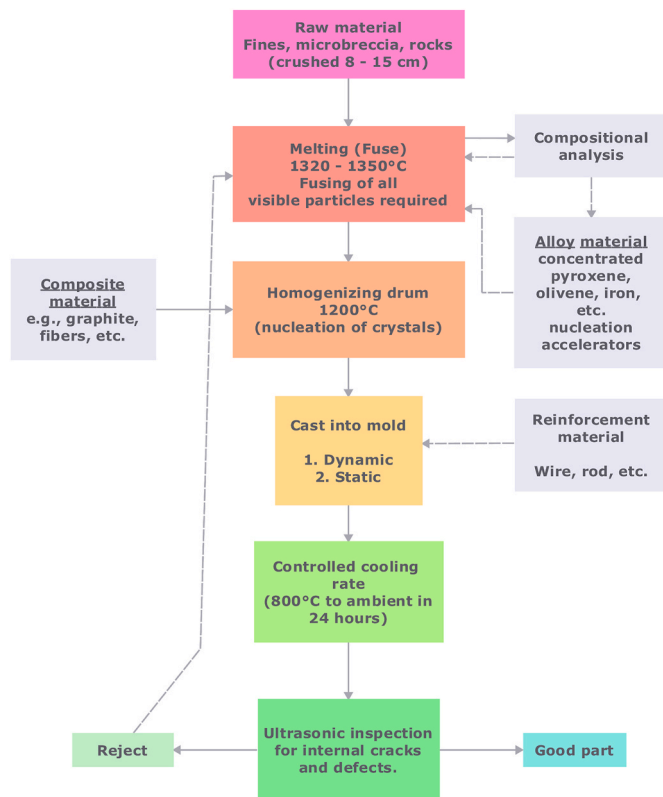 Raw material
Fines, microbreccia, rocks
(crushed 8 - 15 cm)
Melting (Fuse)
1320 - 1350°C
Fusing of all
visible particles required
Compositional
analysis
Alloy material
concentrated
pyroxene,
olivene, iron,
etc.
nucleation
accelerators
Composite
material
e.g., graphite,
fibers, etc.
Homogenizing drum
1200°C
(nucleation of crystals)
Cast into mold
1. Dynamic
2. Static
Reinforcement
material
Wire, rod, etc.
Controlled cooling
rate
(800°C to ambient in
24 hours)
Ultrasonic inspection
for internal cracks
and defects.
Reject
Good part